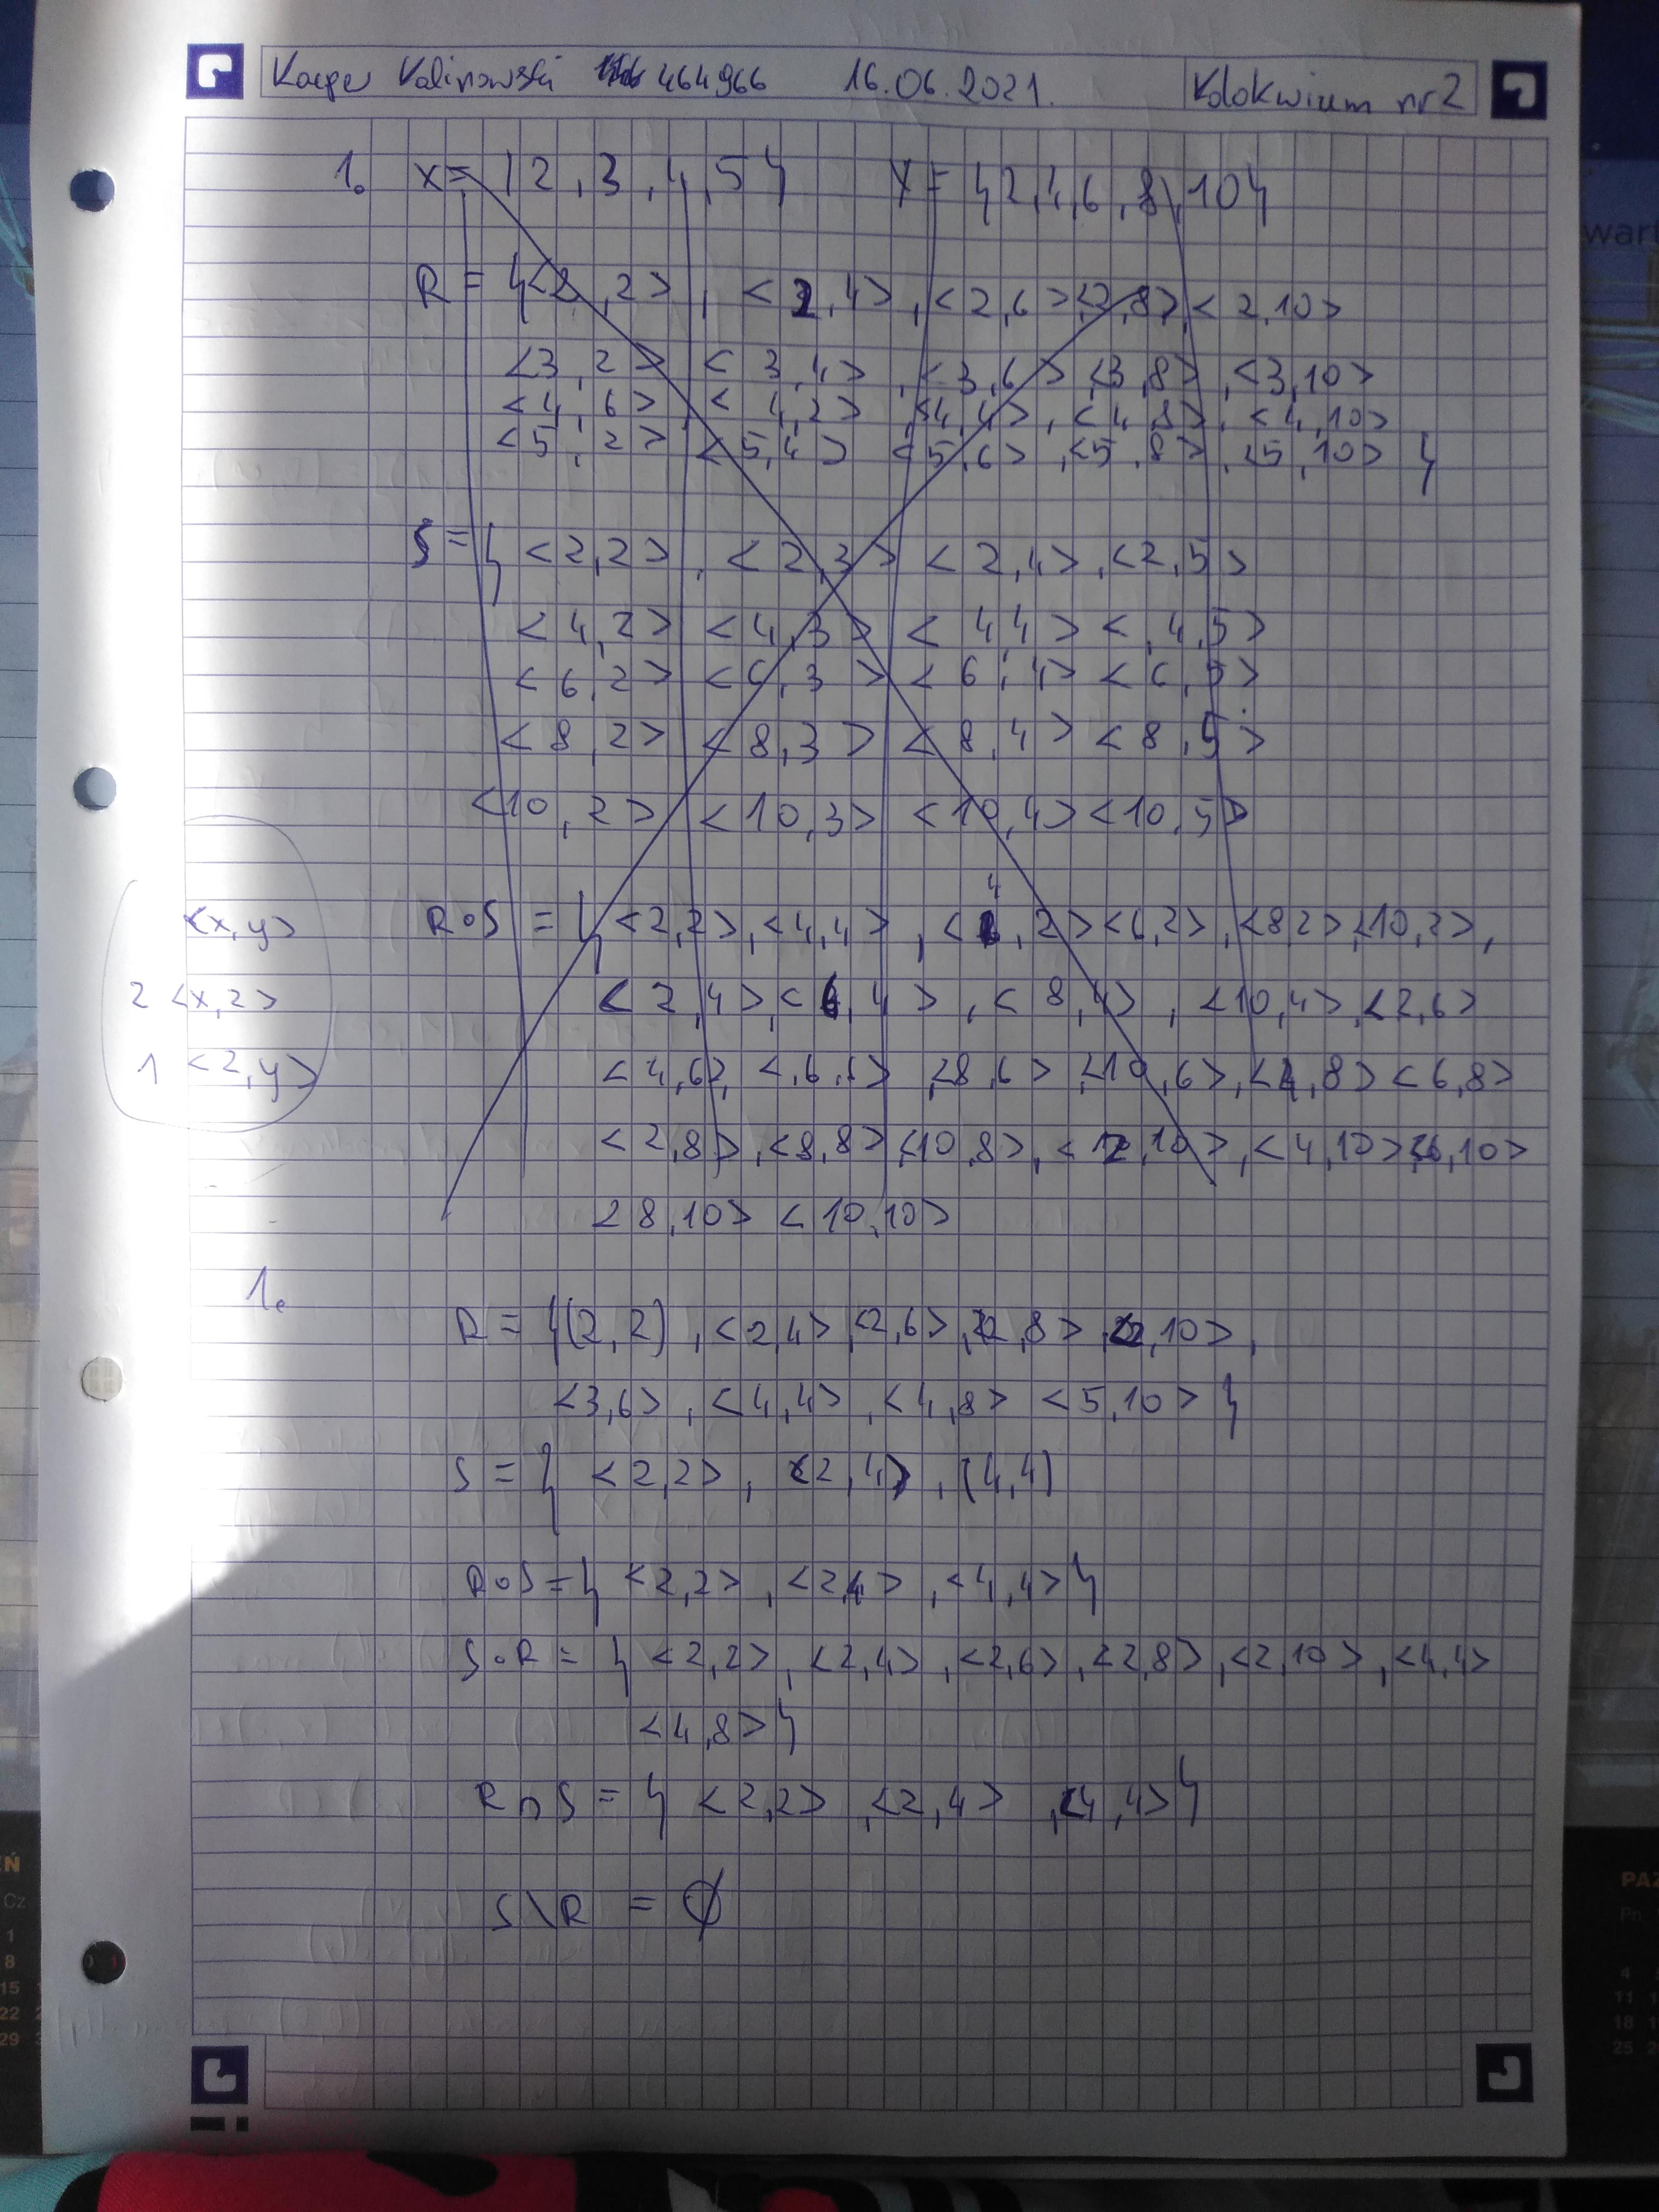 Kacper Kalinowski 464966 16.06.2021. Kolokwium nr 2
1. X = {2,3,4,5} Y = {2,4,6,8,10}
R = {<2,2>, <2,4>, <2,6>,<2,8>,<2,10>
<3,2> <3,4>, <3,6> <3,8>, <3,10>
<4,6> < 4,2>, <4,4>, <4,8>, <4,10>
<5,2> <5,4> <5,6>, <5,8>, <5,10> }
S = { <2,2>, <2,3> <2,4>, <2,5>
<4,2> <4,3> <4,4> <4,5>
<6,2> <6,3> <6,4> <6,5>
<8,2> <8,3> <8,4> <8,5>
<10,2> <10,3> <10,4> <10,5>
<x,y>
2 <x,z>
1 <z,y>
R∘S = { <2,2>,<4,4>, <4,2> <6,2>, <8,2>,<10,2>,
<2,4>,<6,4>, <8,4>, <10,4>,<2,6>
<4,6>, <6,6>, <8,6>, <10,6>, <4,8> <6,8>
<2,8>, <8,8>, <10,8>, <2,10>, <4,10> <6,10>
<8,10> <10,10>
1.
R = {(2,2), <2,4>, <2,6>, <2,8>, <2,10>,
<3,6>, <4,4>, <4,8> <5,10> }
S = { <2,2>, <2,4>, (4,4)
R∘S = { <2,2>, <2,4>, <4,4> }
S∘R = { <2,2>, <2,4>, <2,6>, <2,8>, <2,10>, <4,4>
<4,8> }
R∩S = { <2,2>, <2,4>, <4,4> }
S\R = ∅